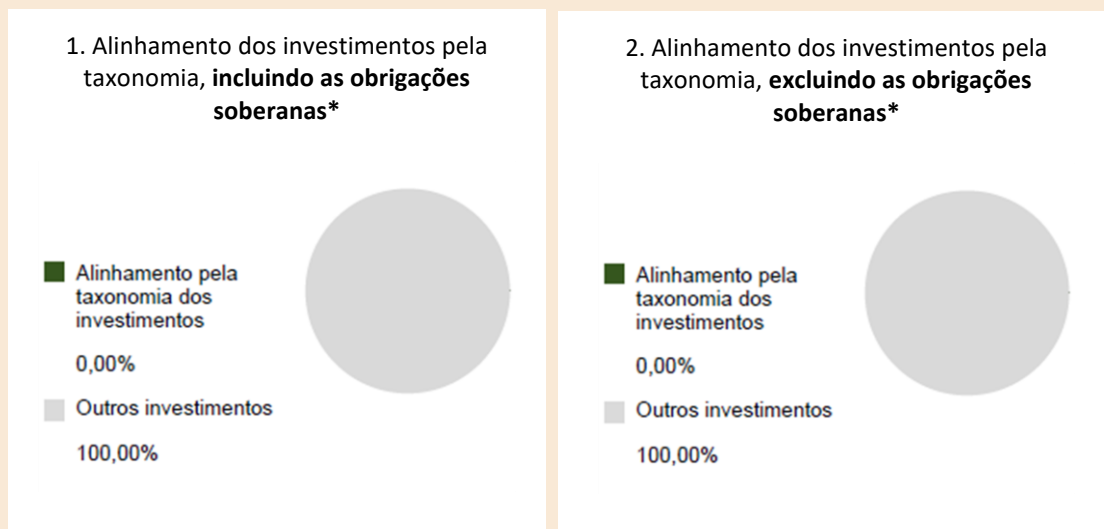 1. Alinhamento dos investimentos pela
taxonomia, incluindo as obrigações
soberanas*
Alinhamento pela
taxonomia dos
investimentos
0,00%
Outros investimentos
100,00%
2. Alinhamento dos investimentos pela
taxonomia, excluindo as obrigações
soberanas*
Alinhamento pela
taxonomia dos
investimentos
0,00%
Outros investimentos
100,00%